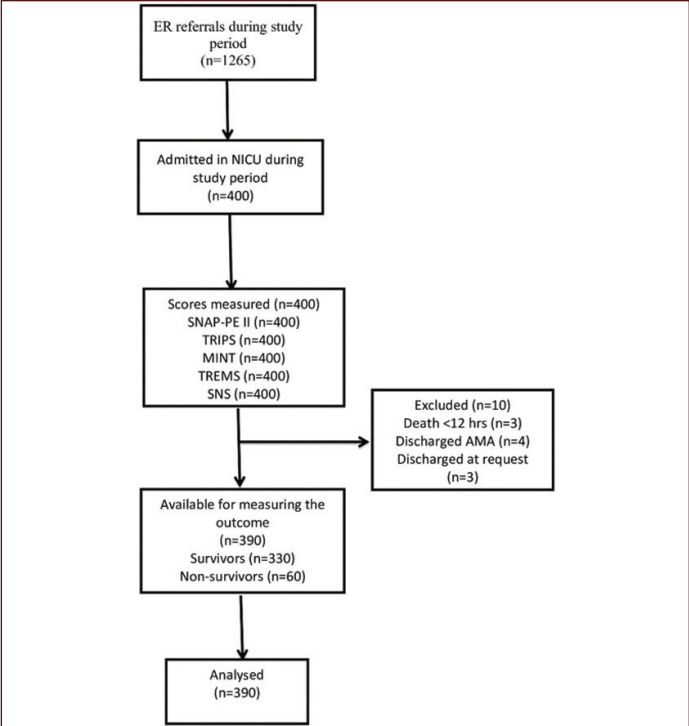 ER referrals during study
period
(n=1265)
Admitted in NICU during
study period
(n=400)
Scores measured (n=400)
SNAP-PE II (n=400)
TRIPS (n=400)
MINT (n=400)
TREMS (n=400)
SNS (n=400)
Excluded (n=10)
Death <12 hrs (n=3)
Discharged AMA (n=4)
Discharged at request
(n=3)
Available for measuring the
outcome
(n=390)
Survivors (n=330)
Non-survivors (n=60)
Analysed
(n=390)